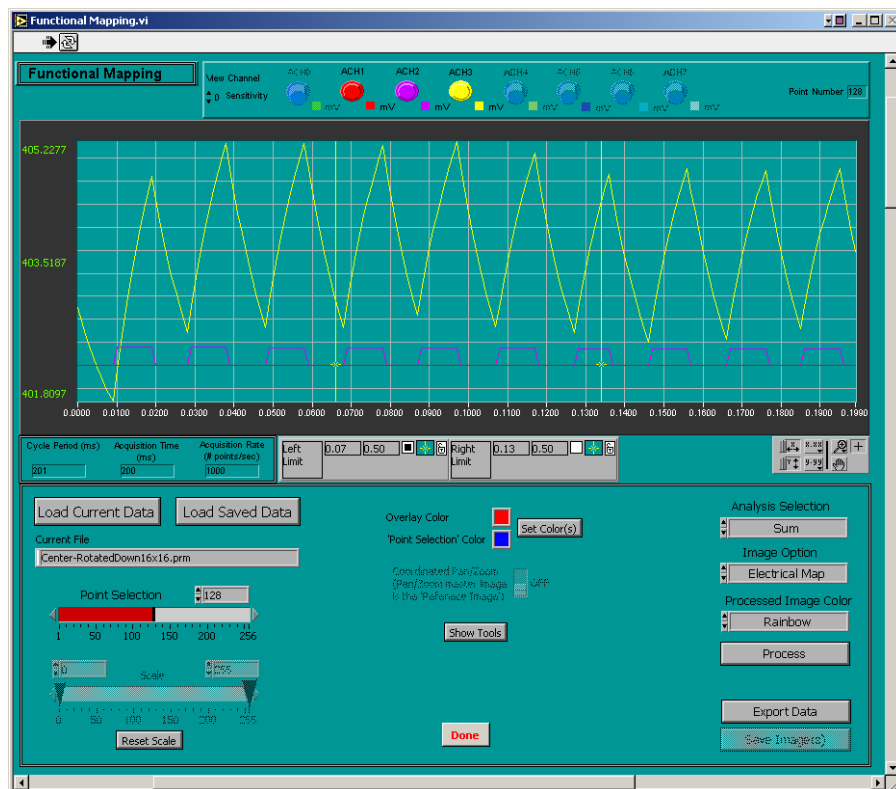 Functional Mapping.vi
Functional Mapping
View Channel
0 Sensitivity
ACH0 ACH1 ACH2 ACH3 ACH4 ACH5 ACH6 ACH7
mV mV mV mV mV mV mV mV
Point Number 128
405.2277
403.5187
401.8097
0.0000 0.0100 0.0200 0.0300 0.0400 0.0500 0.0600 0.0700 0.0800 0.0900 0.1000 0.1100 0.1200 0.1300 0.1400 0.1500 0.1600 0.1700 0.1800 0.1900 0.1990
Cycle Period (ms)
201
Acquisition Time
(ms)
200
Acquisition Rate
(# points/sec)
1000
Left
Limit
0.07 0.50
Right
Limit
0.13 0.50
x.xx
y.yy
Load Current Data
Load Saved Data
Current File
Center-RotatedDown16x16.prm
Point Selection
128
1 50 100 150 200 256
0
Scale
255
0 50 100 150 200 255
Reset Scale
Overlay Color
'Point Selection' Color
Set Color(s)
Coordinated Pan/Zoom
(Pan/Zoom master Image
is the 'Referance Image')
OFF
Show Tools
Done
Analysis Selection
Sum
Image Option
Electrical Map
Processed Image Color
Rainbow
Process
Export Data
Save Image(s)